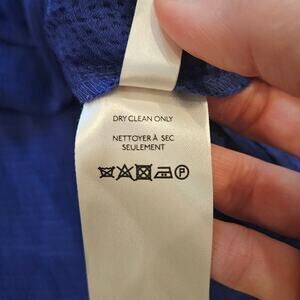 DRY CLEAN ONLY
NETTOYER À SEC
SEULEMENT
P